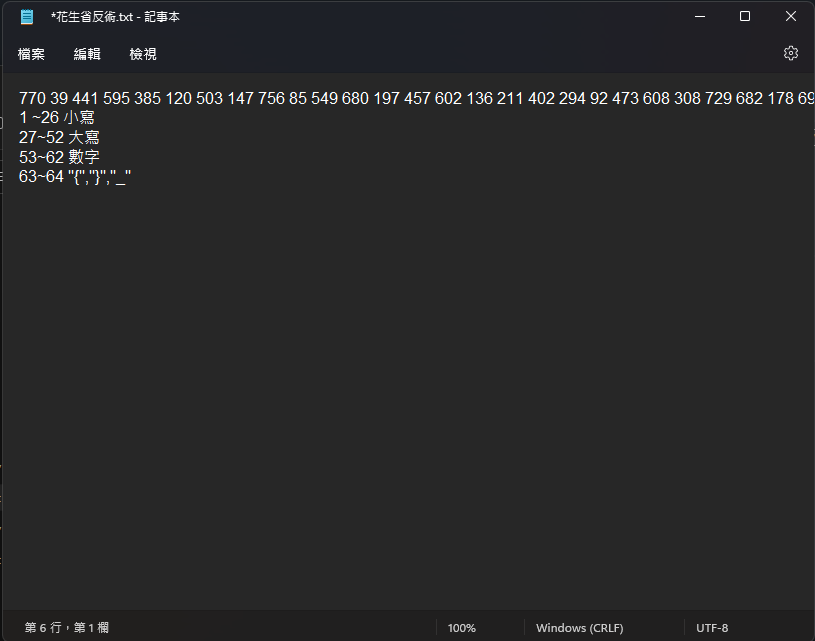 *花生省反術.txt - 記事本
檔案 編輯 檢視
770 39 441 595 385 120 503 147 756 85 549 680 197 457 602 136 211 402 294 92 473 608 308 729 682 178 69
1 ~26 小寫
27~52 大寫
53~62 數字
63~64 "{","}","_"
第 6 行，第 1 欄
100%
Windows (CRLF)
UTF-8